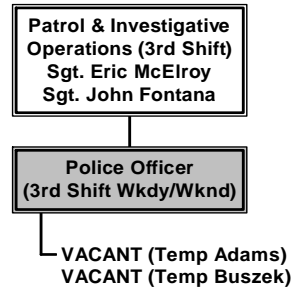 Patrol & Investigative
Operations (3rd Shift)
Sgt. Eric McElroy
Sgt. John Fontana
Police Officer
(3rd Shift Wkdy/Wknd)
VACANT (Temp Adams)
VACANT (Temp Buszek)